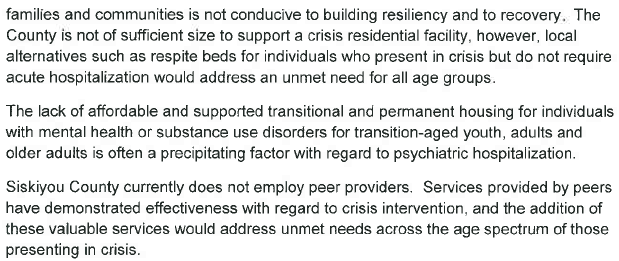 families and communities is not conducive to building resiliency and to recovery.  The
County is not of sufficient size to support a crisis residential facility, however, local
alternatives such as respite beds for individuals who present in crisis but do not require
acute hospitalization would address an unmet need for all age groups.
The lack of affordable and supported transitional and permanent housing for individuals
with mental health or substance use disorders for transition-aged youth, adults and
older adults is often a precipitating factor with regard to psychiatric hospitalization.
Siskiyou County currently does not employ peer providers.  Services provided by peers
have demonstrated effectiveness with regard to crisis intervention, and the addition of
these valuable services would address unmet needs across the age spectrum of those
presenting in crisis.